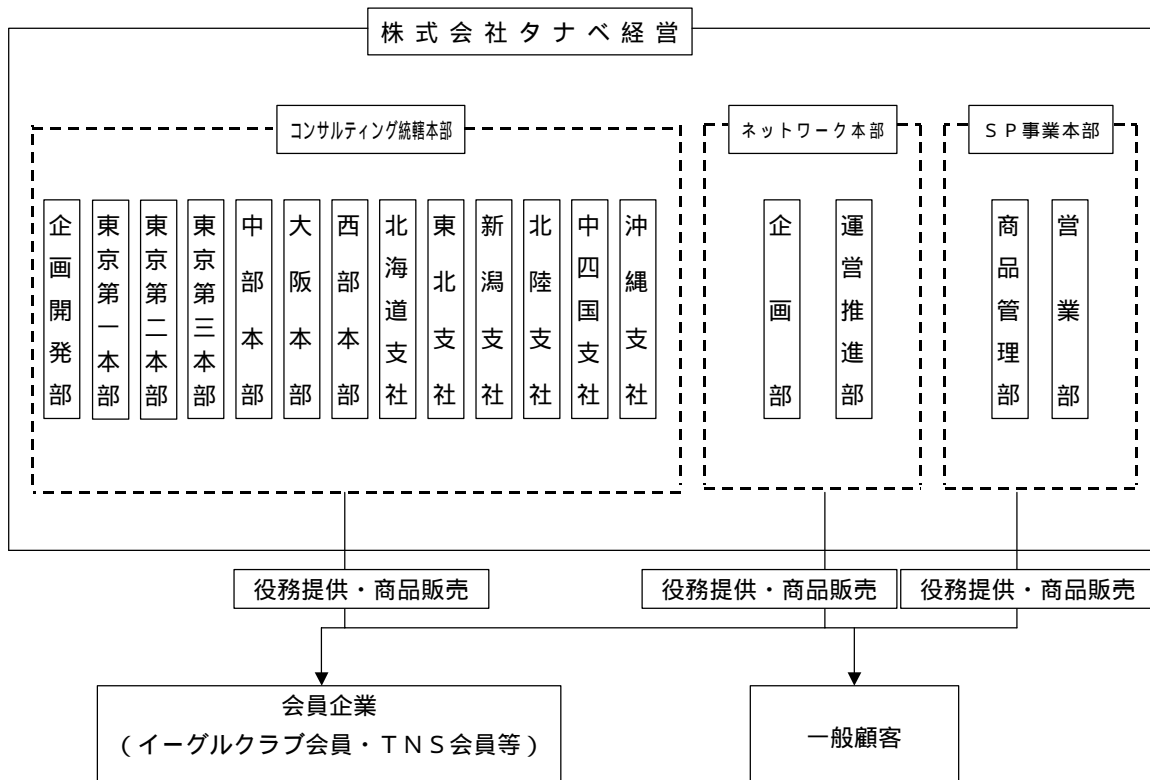 株式会社タナベ経営
コンサルティング統轄本部
ネットワーク本部
ＳＰ事業本部
企画開発部
東京第一本部
東京第二本部
東京第三本部
中部本部
大阪本部
西部本部
北海道支社
東北支社
新潟支社
北陸支社
中四国支社
沖縄支社
企画部
運営推進部
商品管理部
営業部
役務提供・商品販売
役務提供・商品販売
役務提供・商品販売
会員企業
（イーグルクラブ会員・ＴＮＳ会員等）
一般顧客